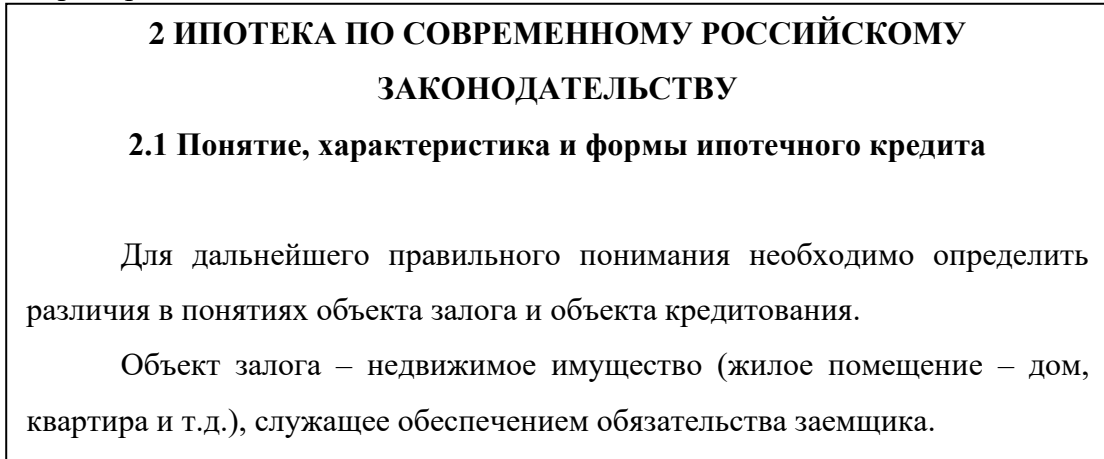 2 ИПОТЕКА ПО СОВРЕМЕННОМУ РОССИЙСКОМУ
ЗАКОНОДАТЕЛЬСТВУ
2.1 Понятие, характеристика и формы ипотечного кредита
Для дальнейшего правильного понимания необходимо определить
различия в понятиях объекта залога и объекта кредитования.
Объект залога – недвижимое имущество (жилое помещение – дом,
квартира и т.д.), служащее обеспечением обязательства заемщика.